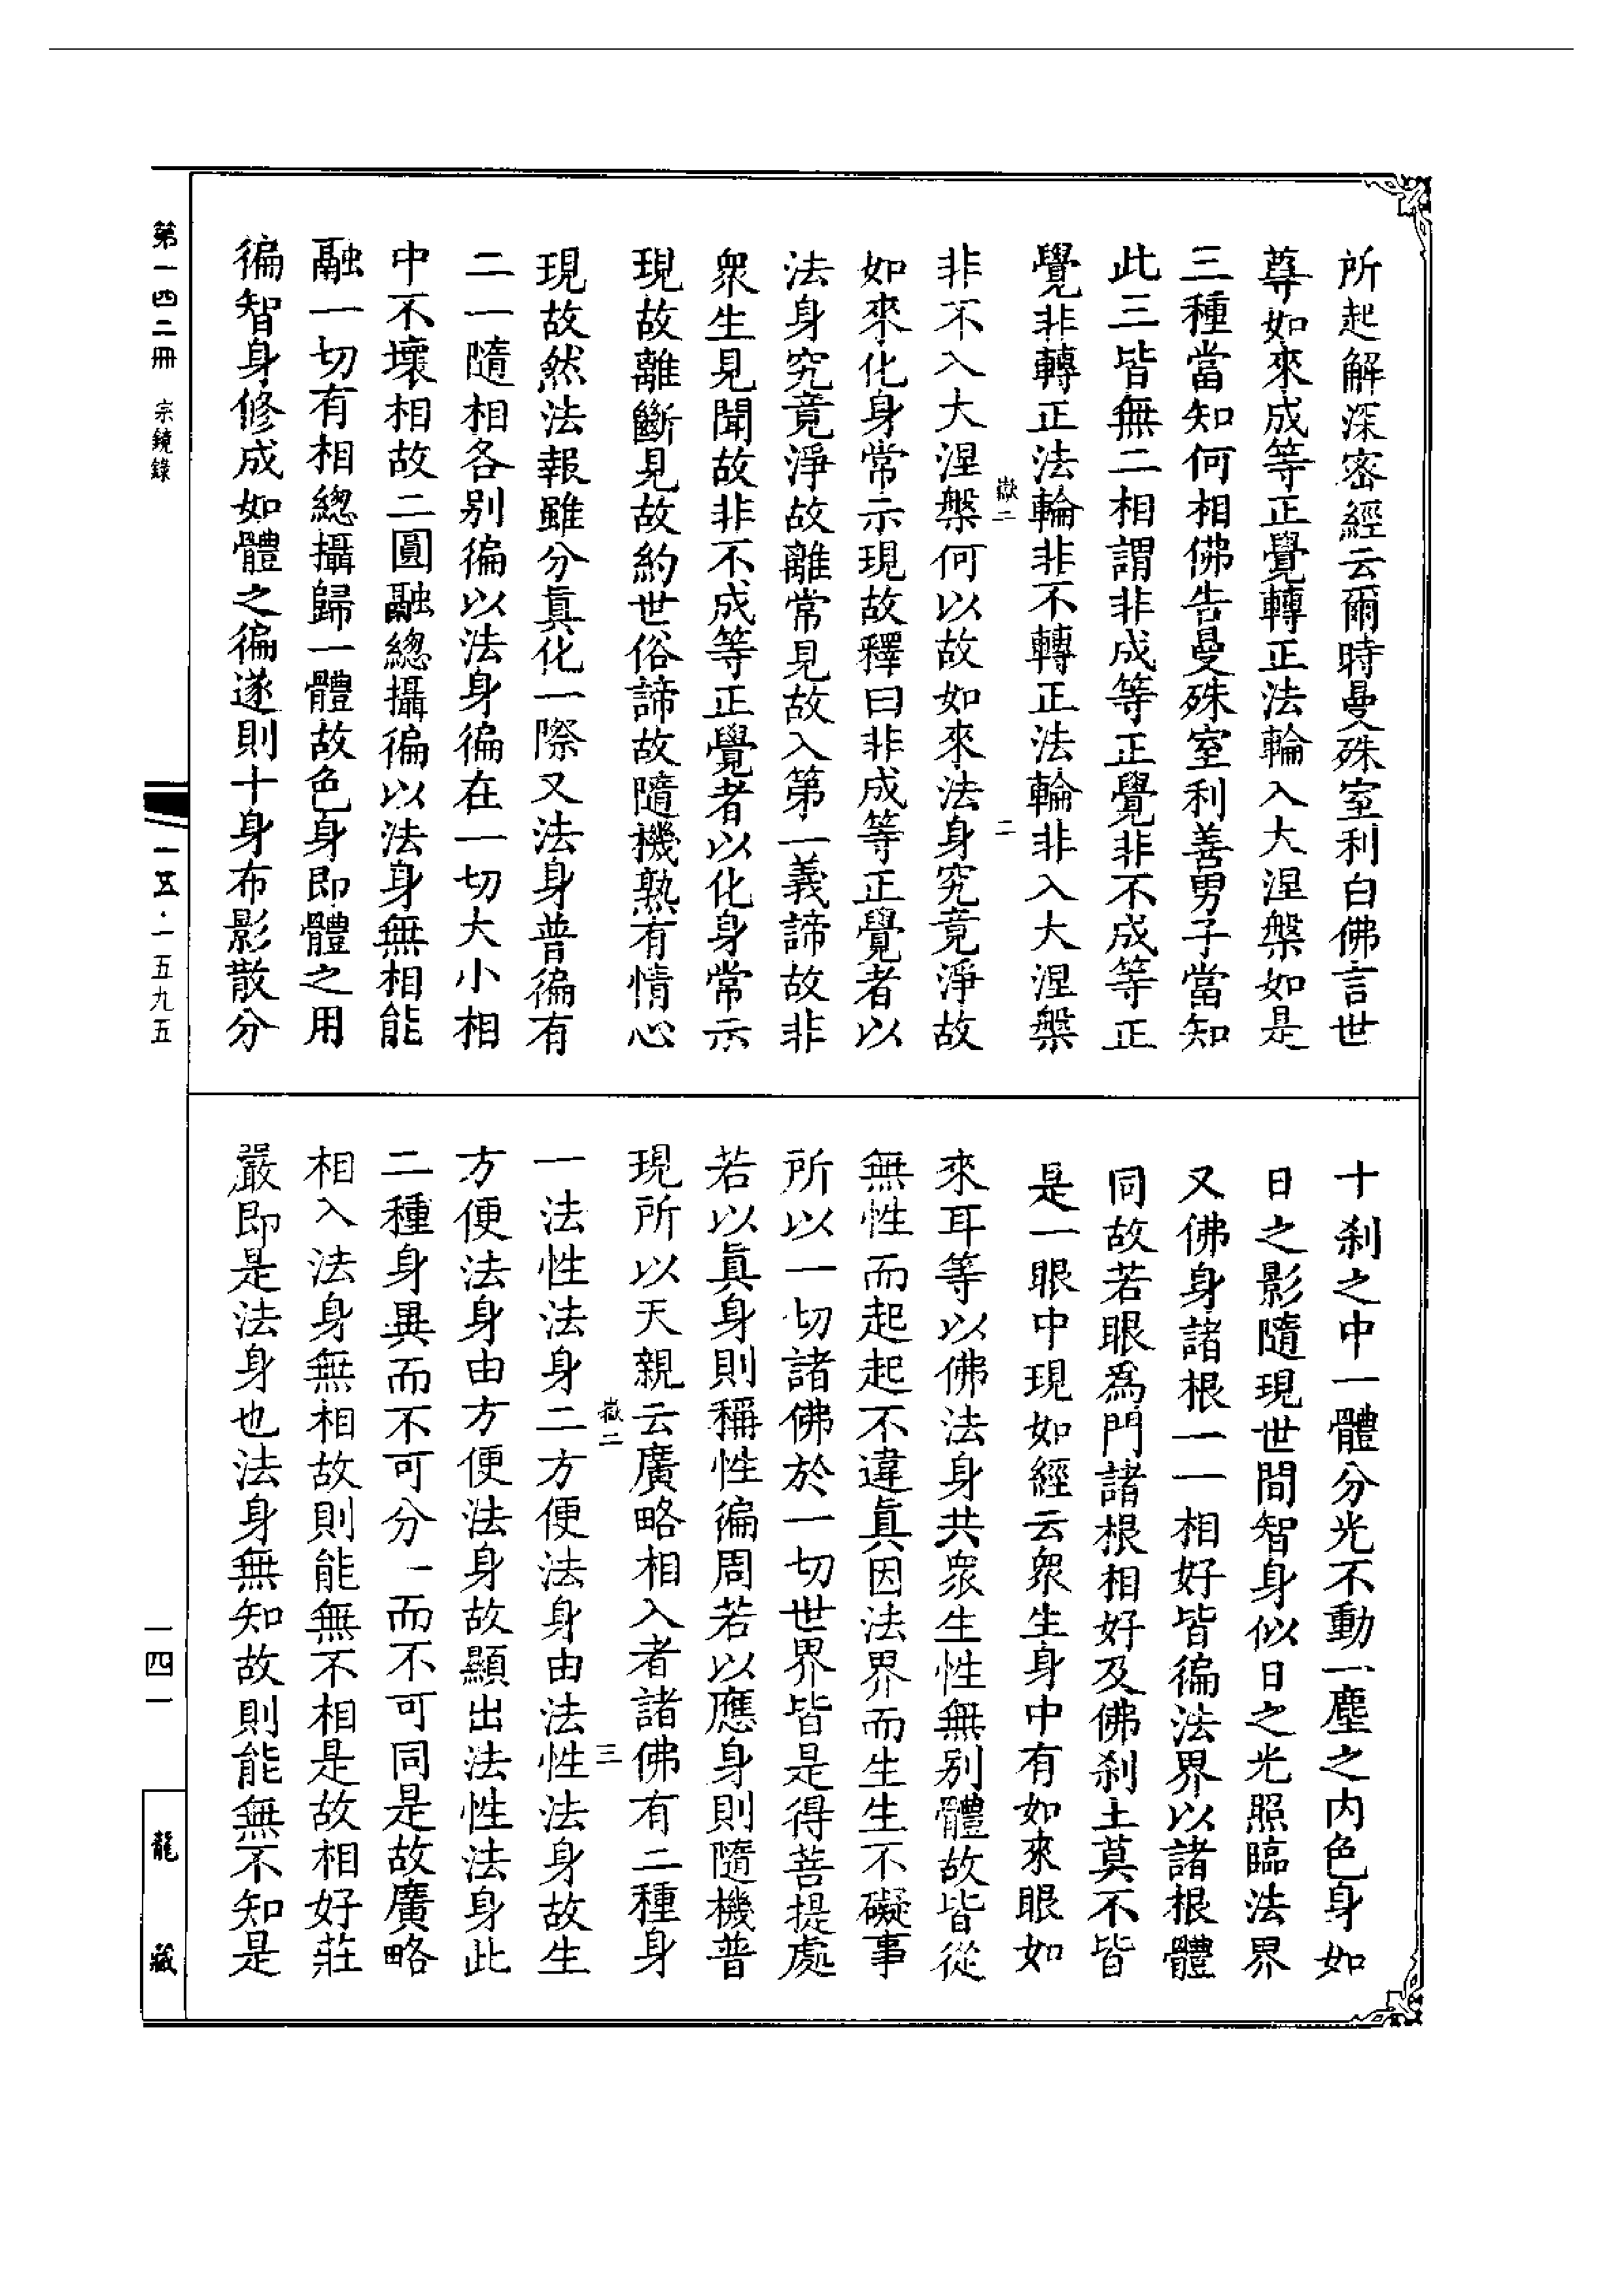 所起解深密經云爾時曼殊室利白佛言世
尊如來成等正覺轉正法輪入大涅槃如是
三種當知何相佛告曼殊室利善男子當知
此三皆無二相謂非成等正覺非不成等正
覺非轉正法輪非不轉正法輪非入大涅槃
嶽二 二
非不入大涅槃何以故如來法身究竟淨故
如來化身常示現故釋曰非成等正覺者以
法身究竟淨故離常見故入第一義諦故非
衆生見聞故非不成等正覺者以化身常示
現故離斷見故約世俗諦故隨機熟有情心
現故然法報雖分眞化一際又法身普徧有
二一隨相各别徧以法身徧在一切大小相
中不壞相故二圓融總攝徧以法身無相能
融一切有相總攝歸一體故色身即體之用
徧智身修成如體之徧遂則十身布影散分
十刹之中一體分光不動一塵之内色身如
日之影隨現世間智身似日之光照臨法界
又佛身諸根一一相好皆徧法界以諸根體
同故若眼爲門諸根相好及佛刹土莫不皆
是一眼中現如經云衆生身中有如來眼如
來耳等以佛法身共衆生性無别體故皆從
無性而起起不違眞因法界而生生不礙事
所以一切諸佛於一切世界皆是得菩提處
若以眞身則稱性徧周若以應身則隨機普
現所以天親云廣略相入者諸佛有二種身
嶽二 三
一法性法身二方便法身由法性法身故生
方便法身由方便法身故顯出法性法身此
二種身異而不可分一而不可同是故廣略
相入法身無相故則能無不相是故相好莊
嚴即是法身也法身無知故則能無不知是
第一四二冊 宗鏡錄
一五·一五九五
一四一
龍藏